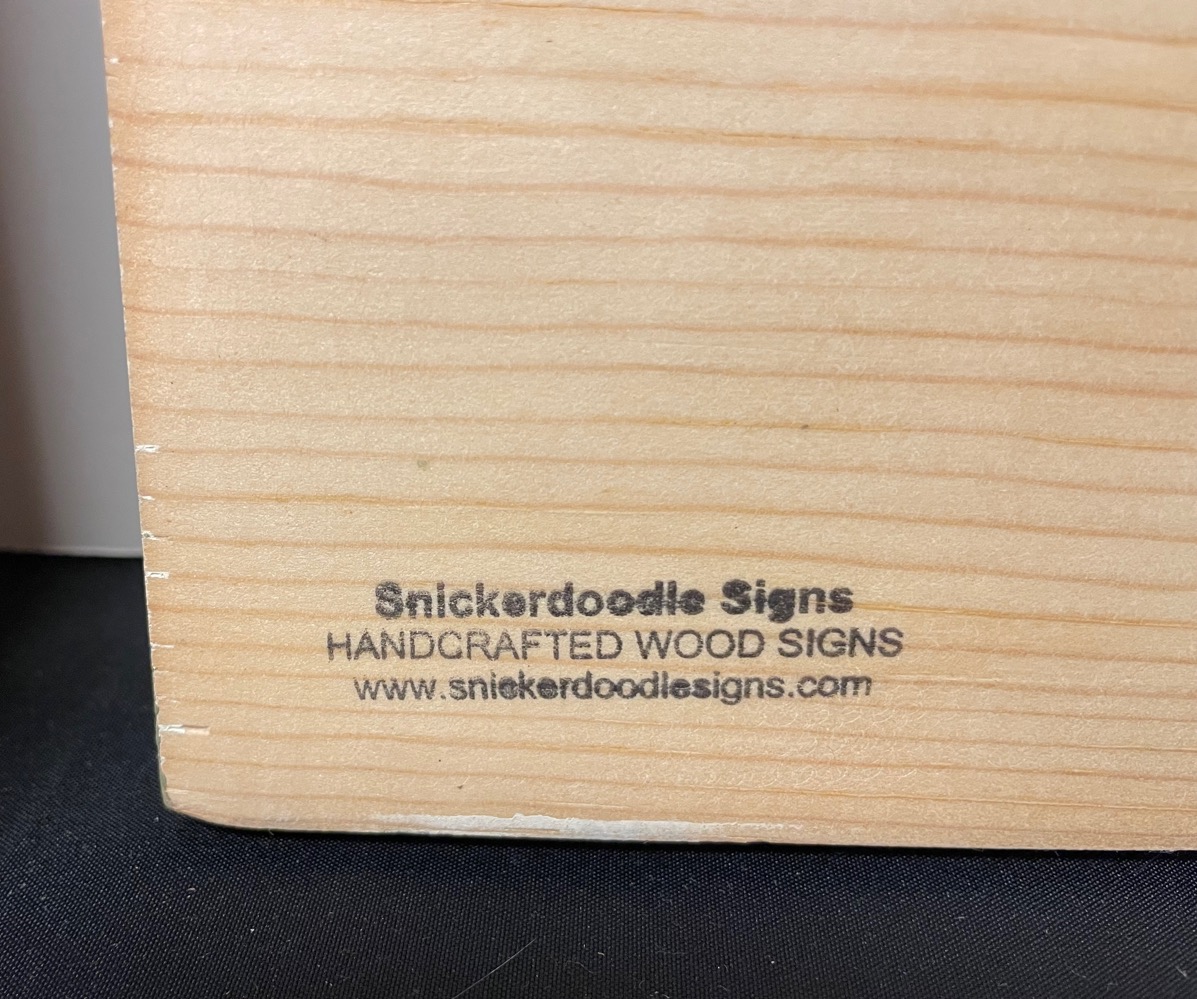 Snickerdoodle Signs
HANDCRAFTED WOOD SIGNS
www.snickerdoodlesigns.com